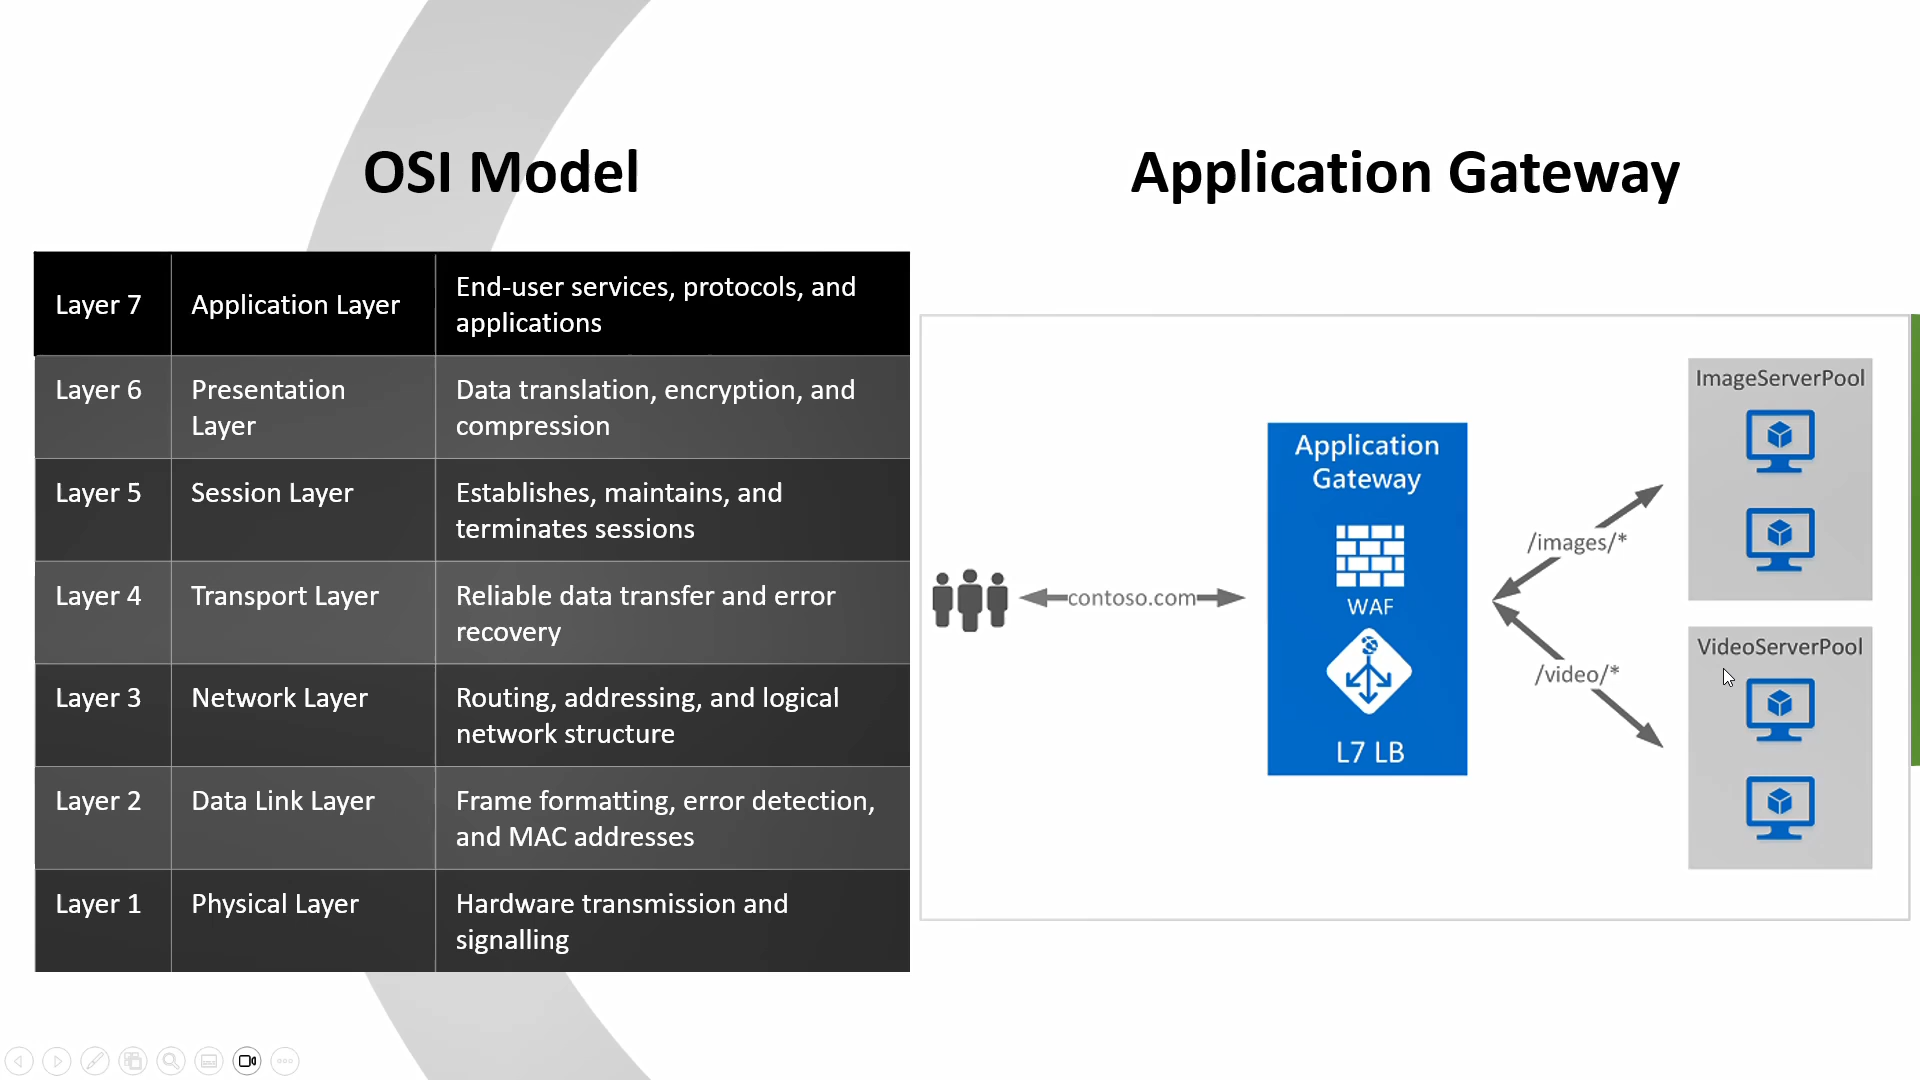 OSI Model
Application Gateway
Layer 7
Application Layer
End-user services, protocols, and
applications
Layer 6
Presentation
Layer
Data translation, encryption, and
compression
Layer 5
Session Layer
Establishes, maintains, and
terminates sessions
Layer 4
Transport Layer
Reliable data transfer and error
recovery
Layer 3
Network Layer
Routing, addressing, and logical
network structure
Layer 2
Data Link Layer
Frame formatting, error detection,
and MAC addresses
Layer 1
Physical Layer
Hardware transmission and
signalling
contoso.com
Application
Gateway
WAF
L7 LB
/images/*
/video/*
ImageServerPool
VideoServerPool